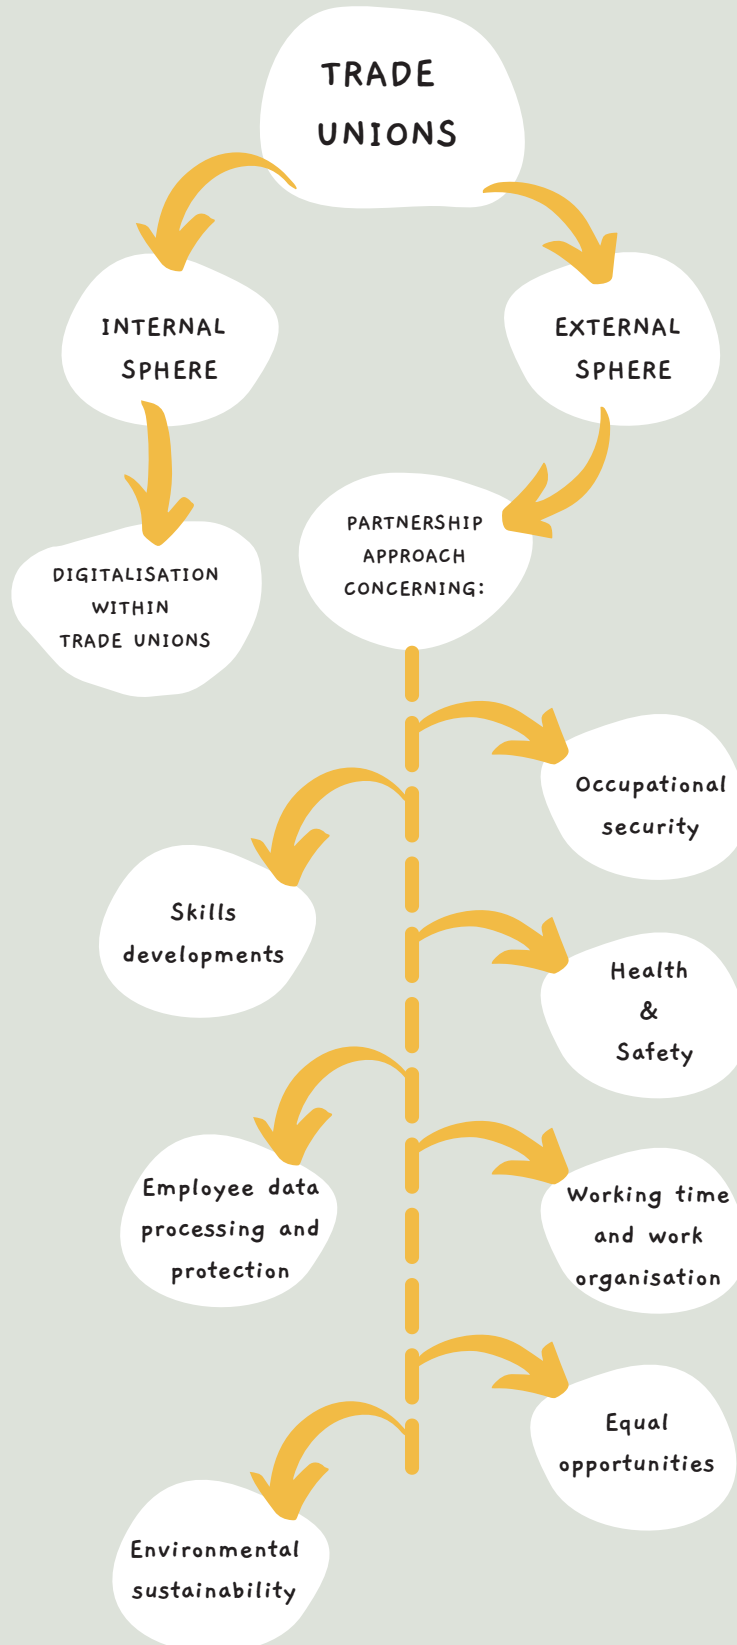 TRADE
UNIONS
INTERNAL
SPHERE
EXTERNAL
SPHERE
DIGITALISATION
WITHIN
TRADE UNIONS
PARTNERSHIP
APPROACH
CONCERNING:
Occupational
security
Skills
developments
Health
&
Safety
Employee data
processing and
protection
Working time
and work
organisation
Equal
opportunities
Environmental
sustainability